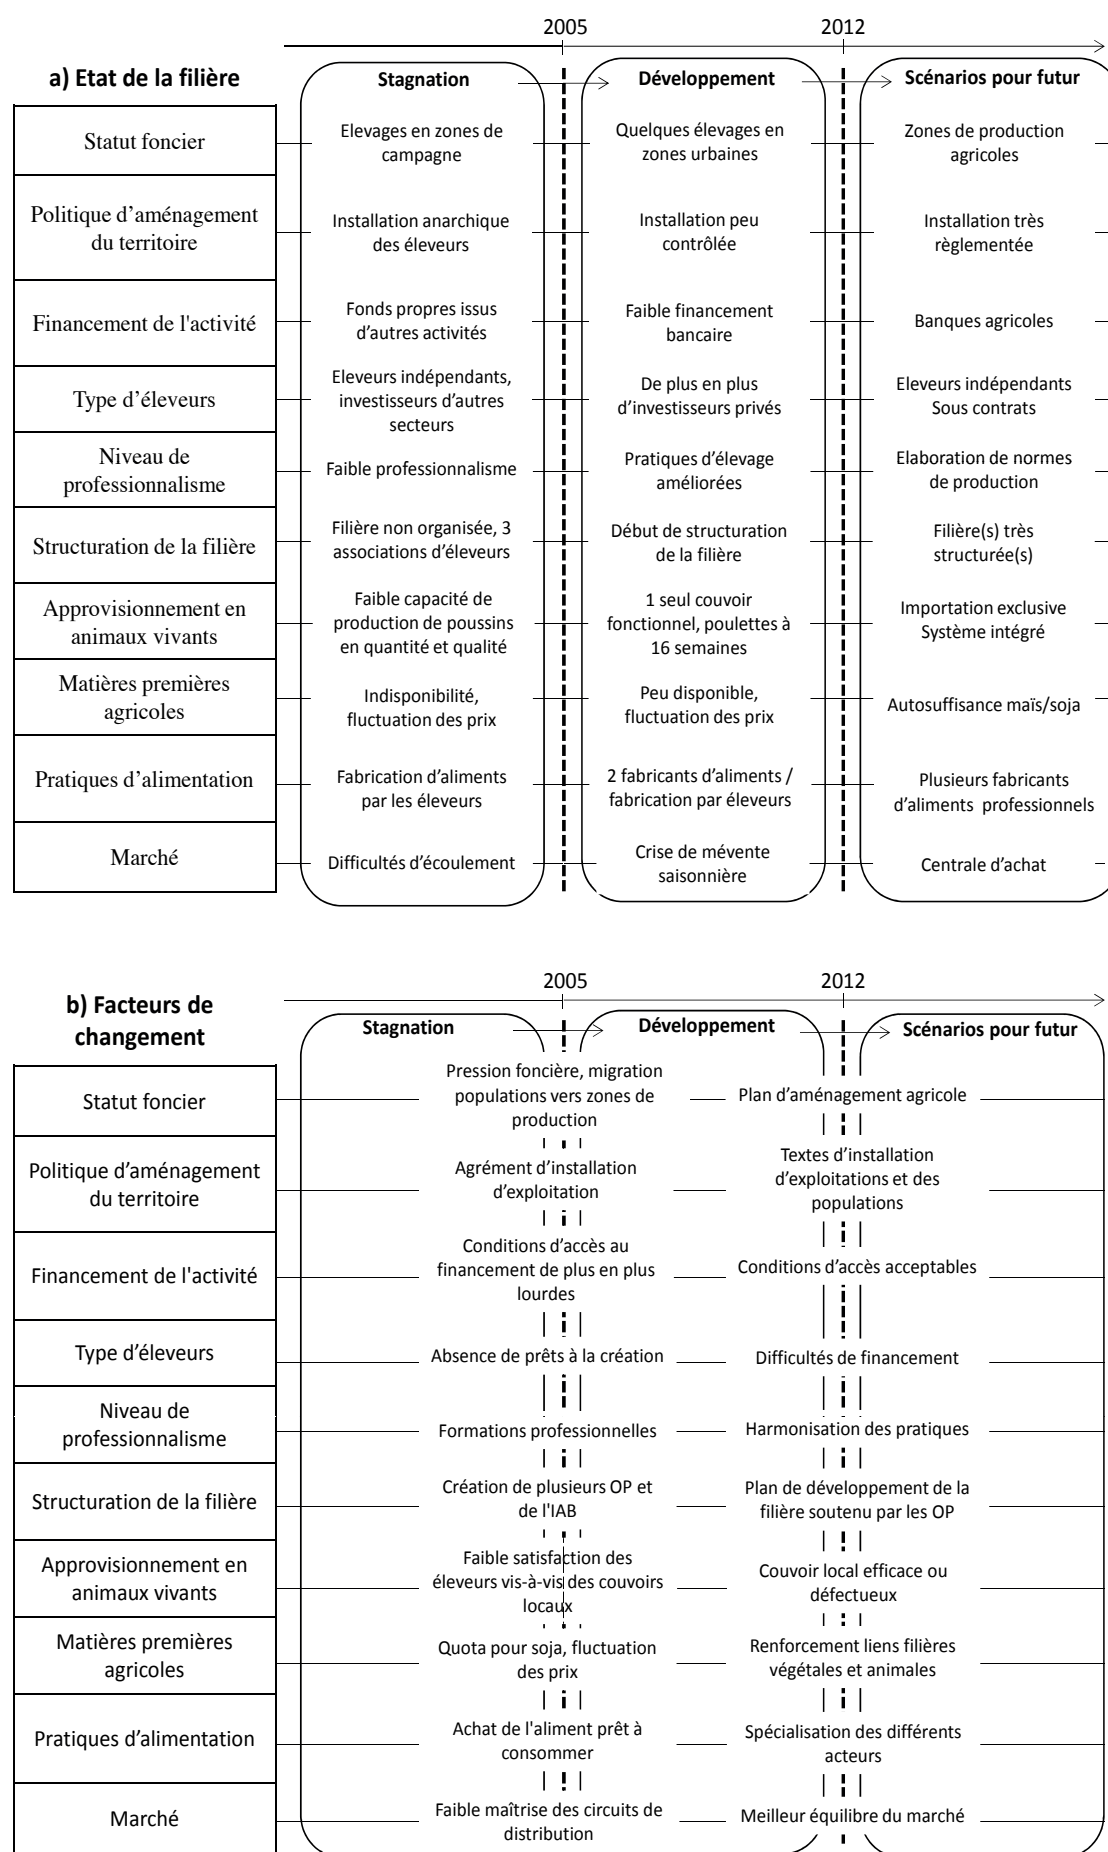 2005
2012
a) Etat de la filière
Stagnation
Développement
Scénarios pour futur
Statut foncier
Elevages en zones de
campagne
Quelques élevages en
zones urbaines
Zones de production
agricoles
Politique d’aménagement
du territoire
Installation anarchique
des éleveurs
Installation peu
contrôlée
Installation très
règlementée
Financement de l'activité
Fonds propres issus
d’autres activités
Faible financement
bancaire
Banques agricoles
Type d’éleveurs
Eleveurs indépendants,
investisseurs d’autres
secteurs
De plus en plus
d’investisseurs privés
Eleveurs indépendants
Sous contrats
Niveau de
professionnalisme
Faible professionnalisme
Pratiques d’élevage
améliorées
Elaboration de normes
de production
Structuration de la filière
Filière non organisée, 3
associations d’éleveurs
Début de structuration
de la filière
Filière(s) très
structurée(s)
Approvisionnement en
animaux vivants
Faible capacité de
production de poussins
en quantité et qualité
1 seul couvoir
fonctionnel, poulettes à
16 semaines
Importation exclusive
Système intégré
Matières premières
agricoles
Indisponibilité,
fluctuation des prix
Peu disponible,
fluctuation des prix
Autosuffisance maïs/soja
Pratiques d’alimentation
Fabrication d’aliments
par les éleveurs
2 fabricants d’aliments /
fabrication par éleveurs
Plusieurs fabricants
d’aliments professionnels
Marché
Difficultés d’écoulement
Crise de mévente
saisonnière
Centrale d’achat
2005
2012
b) Facteurs de
changement
Stagnation
Développement
Scénarios pour futur
Statut foncier
Pression foncière, migration
populations vers zones de
production
Plan d’aménagement agricole
Politique d’aménagement
du territoire
Agrément d’installation
d’exploitation
Textes d’installation
d’exploitations et des
populations
Financement de l'activité
Conditions d’accès au
financement de plus en plus
lourdes
Conditions d’accès acceptables
Type d’éleveurs
Absence de prêts à la création
Difficultés de financement
Niveau de
professionnalisme
Formations professionnelles
Harmonisation des pratiques
Structuration de la filière
Création de plusieurs OP et
de l'IAB
Plan de développement de la
filière soutenu par les OP
Approvisionnement en
animaux vivants
Faible satisfaction des
éleveurs vis-à-vis des couvoirs
locaux
Couvoir local efficace ou
défectueux
Matières premières
agricoles
Quota pour soja, fluctuation
des prix
Renforcement liens filières
végétales et animales
Pratiques d’alimentation
Achat de l'aliment prêt à
consommer
Spécialisation des différents
acteurs
Marché
Faible maîtrise des circuits de
distribution
Meilleur équilibre du marché